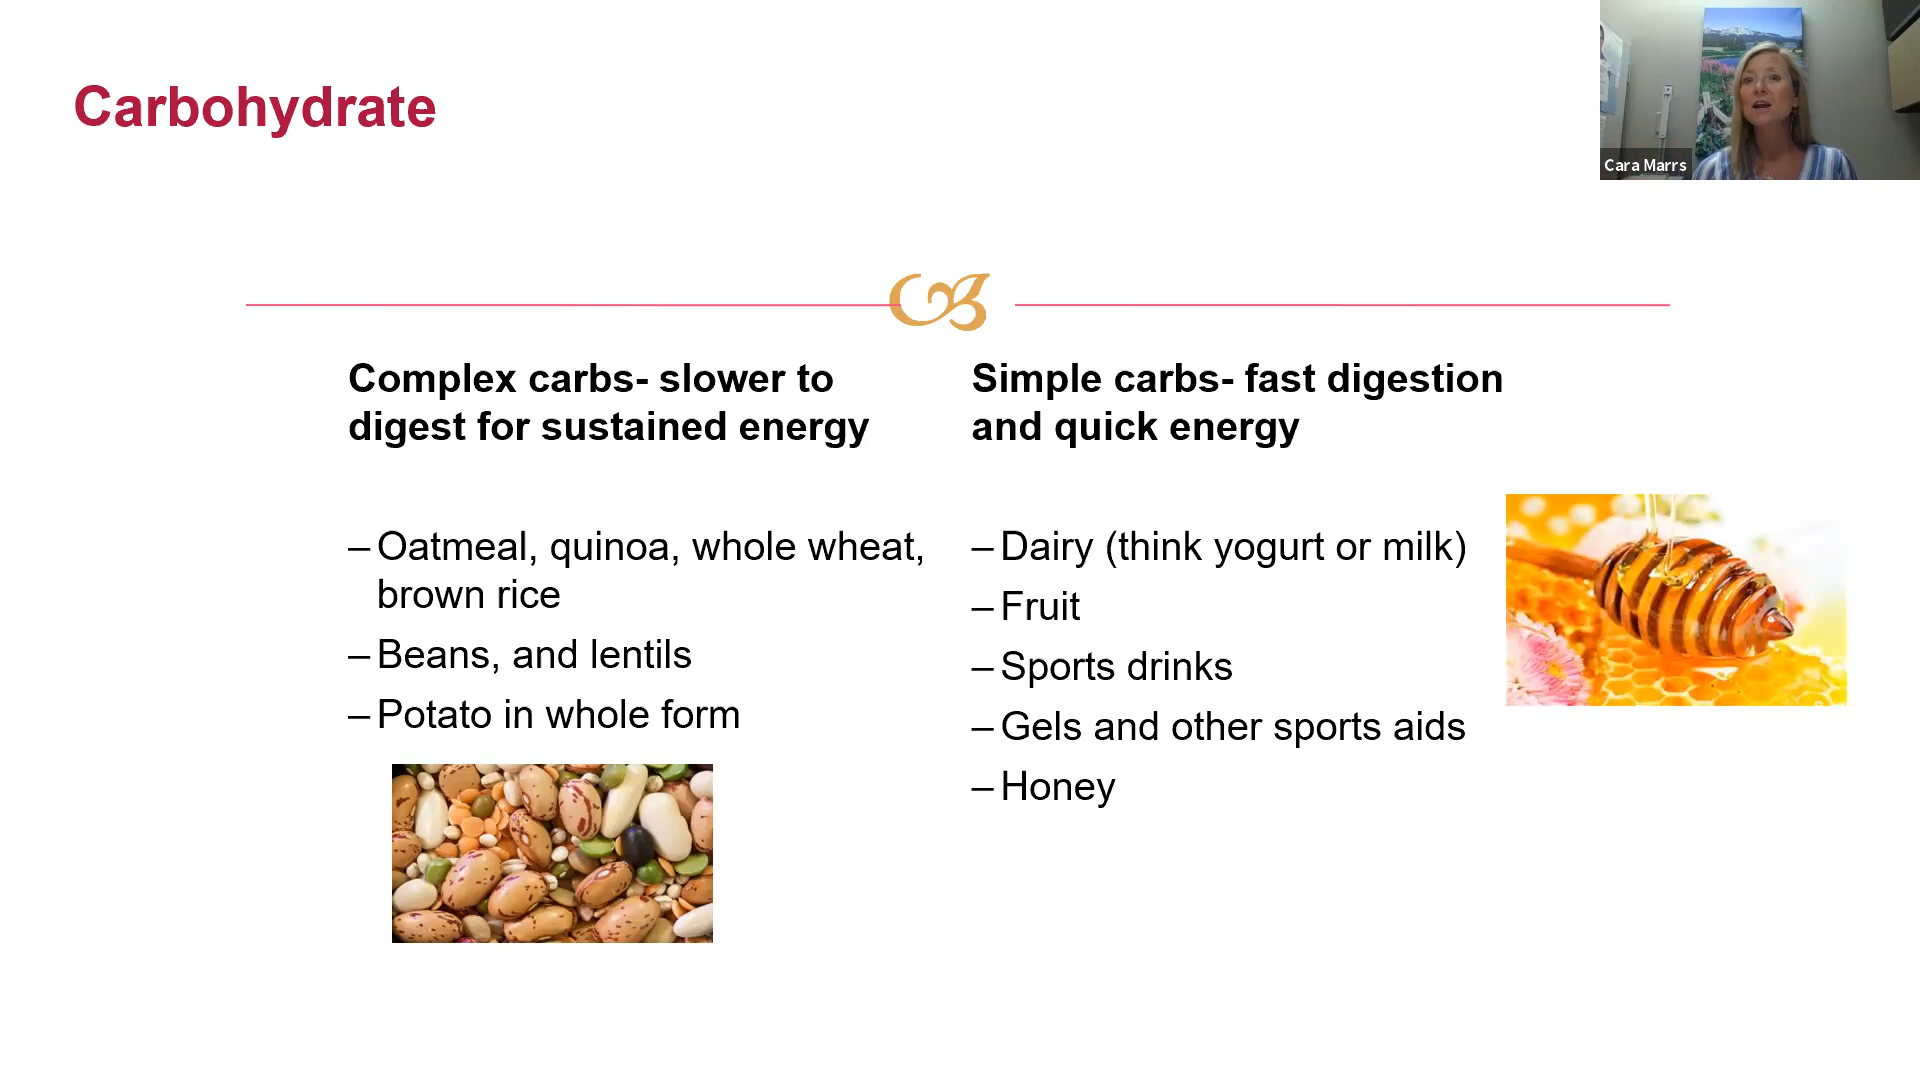 Carbohydrate
Cara Marrs
Complex carbs- slower to
digest for sustained energy
– Oatmeal, quinoa, whole wheat,
brown rice
– Beans, and lentils
– Potato in whole form
Simple carbs- fast digestion
and quick energy
– Dairy (think yogurt or milk)
– Fruit
– Sports drinks
– Gels and other sports aids
– Honey